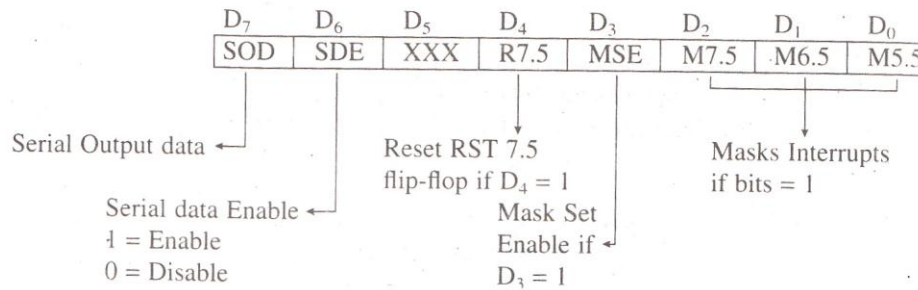 D₇ D₆ D₅ D₄ D₃ D₂ D₁ D₀
SOD SDE XXX R7.5 MSE M7.5 M6.5 M5.5
Serial Output data
Reset RST 7.5
flip-flop if D₄ = 1
Masks Interrupts
if bits = 1
Serial data Enable
1 = Enable
0 = Disable
Mask Set
Enable if
D₃ = 1